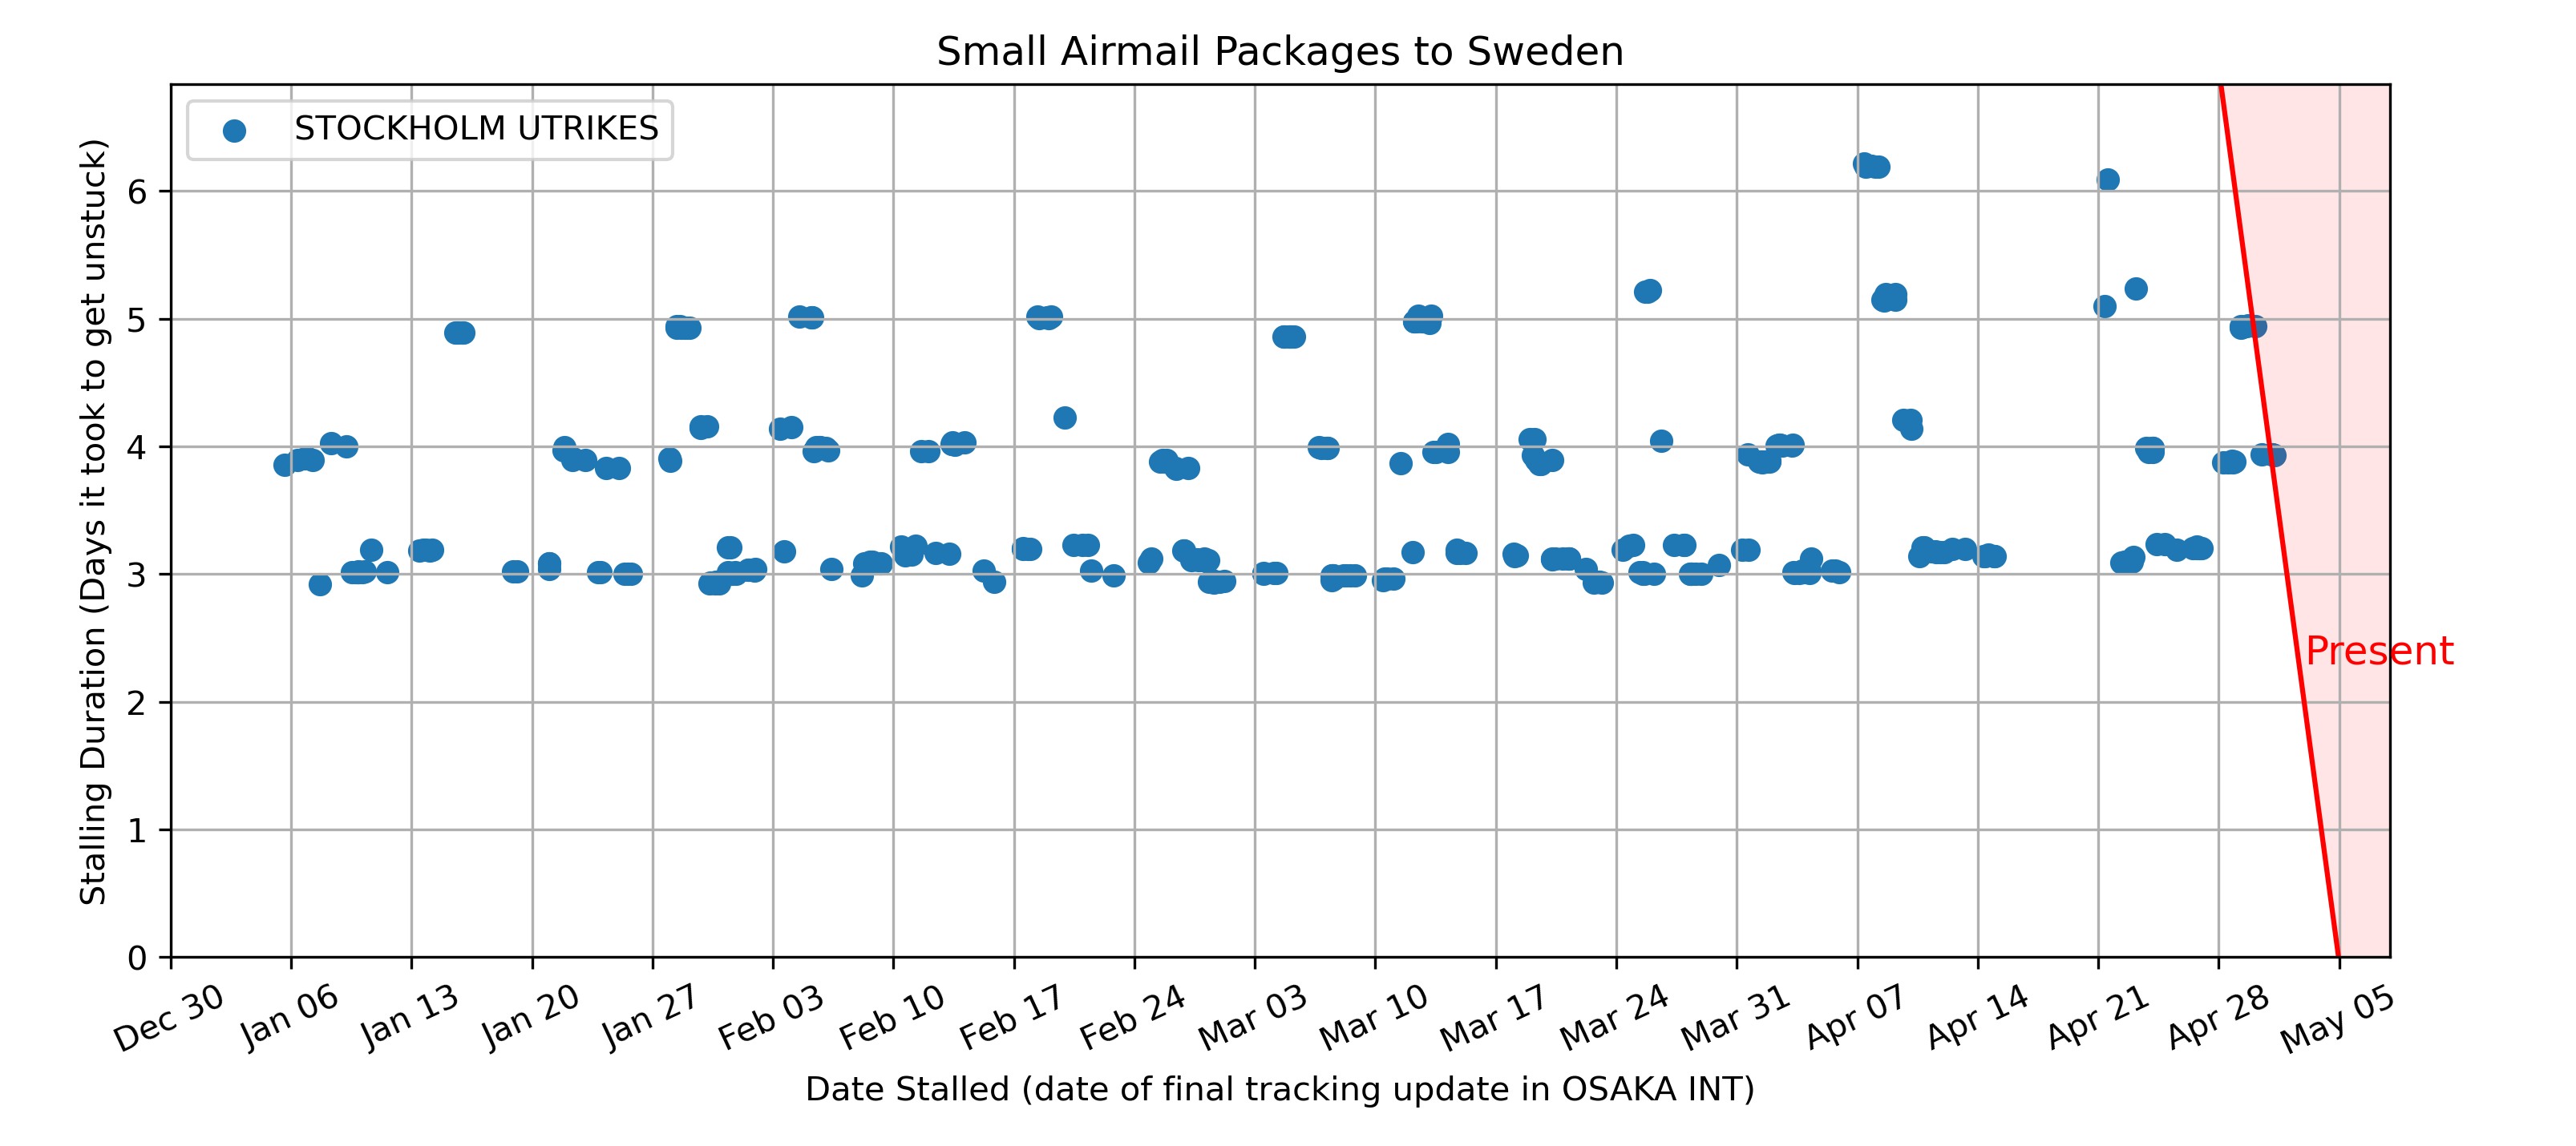 Small Airmail Packages to Sweden
STOCKHOLM UTRIKES
Stalling Duration (Days it took to get unstuck)
6
5
4
3
2
1
0
Present
Dec 30
Jan 06
Jan 13
Jan 20
Jan 27
Feb 03
Feb 10
Feb 17
Feb 24
Mar 03
Mar 10
Mar 17
Mar 24
Mar 31
Apr 07
Apr 14
Apr 21
Apr 28
May 05
Date Stalled (date of final tracking update in OSAKA INT)